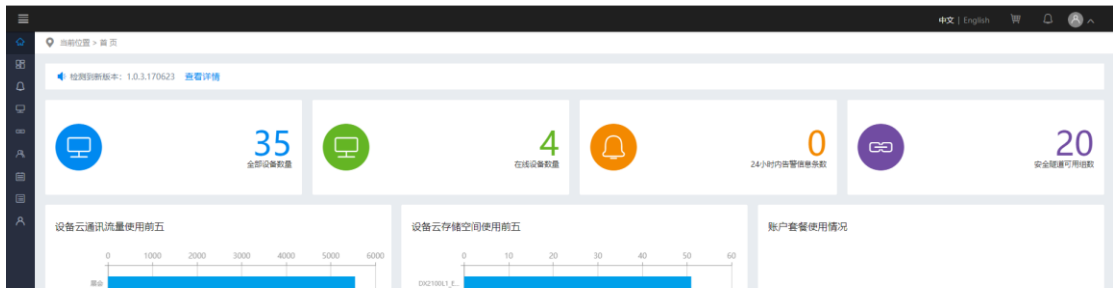 中文 | English
当前位置 > 首 页
检测到新版本：1.0.3.170623 查看详情
35
全部设备数量
4
在线设备数量
0
24小时内告警信息条数
20
安全隧道可用组数
设备云通讯流量使用前五
0 1000 2000 3000 4000 5000 6000
展会
设备云存储空间使用前五
0 10 20 30 40 50 60
DX2100L1_E...
账户套餐使用情况